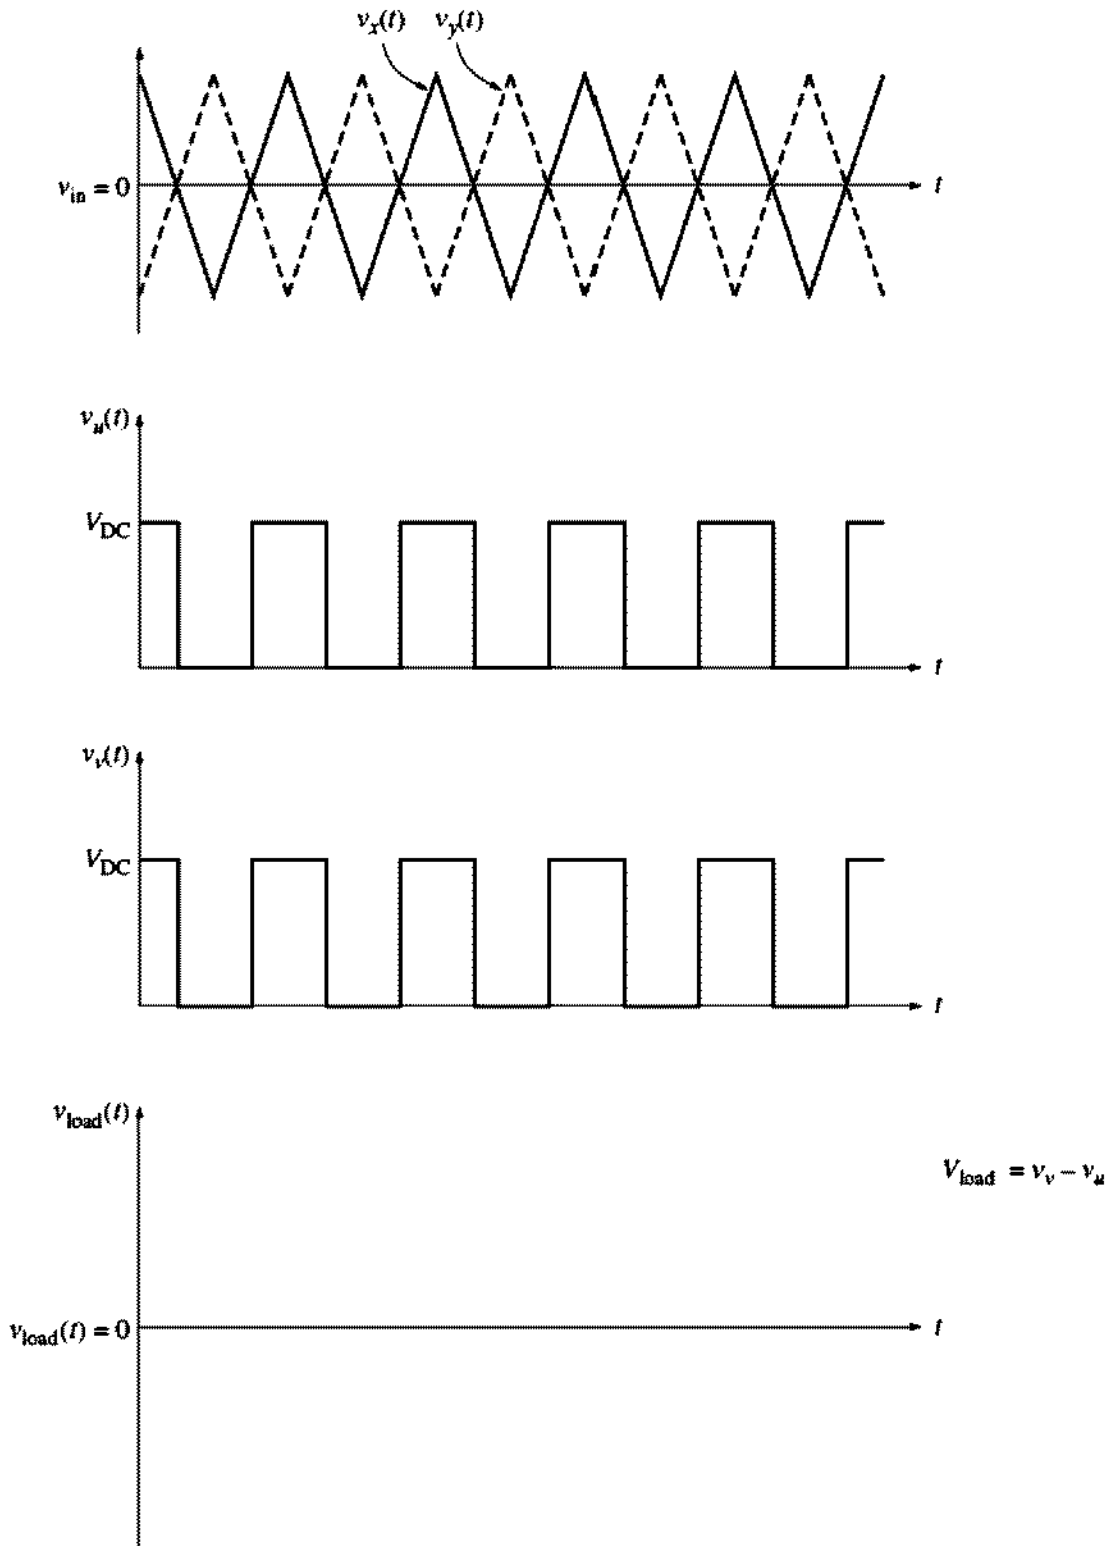 v_x(t) v_y(t)
v_in = 0
t
v_u(t)
V_DC
t
v_v(t)
V_DC
t
v_load(t)
V_load = v_v − v_u
v_load(t) = 0
t